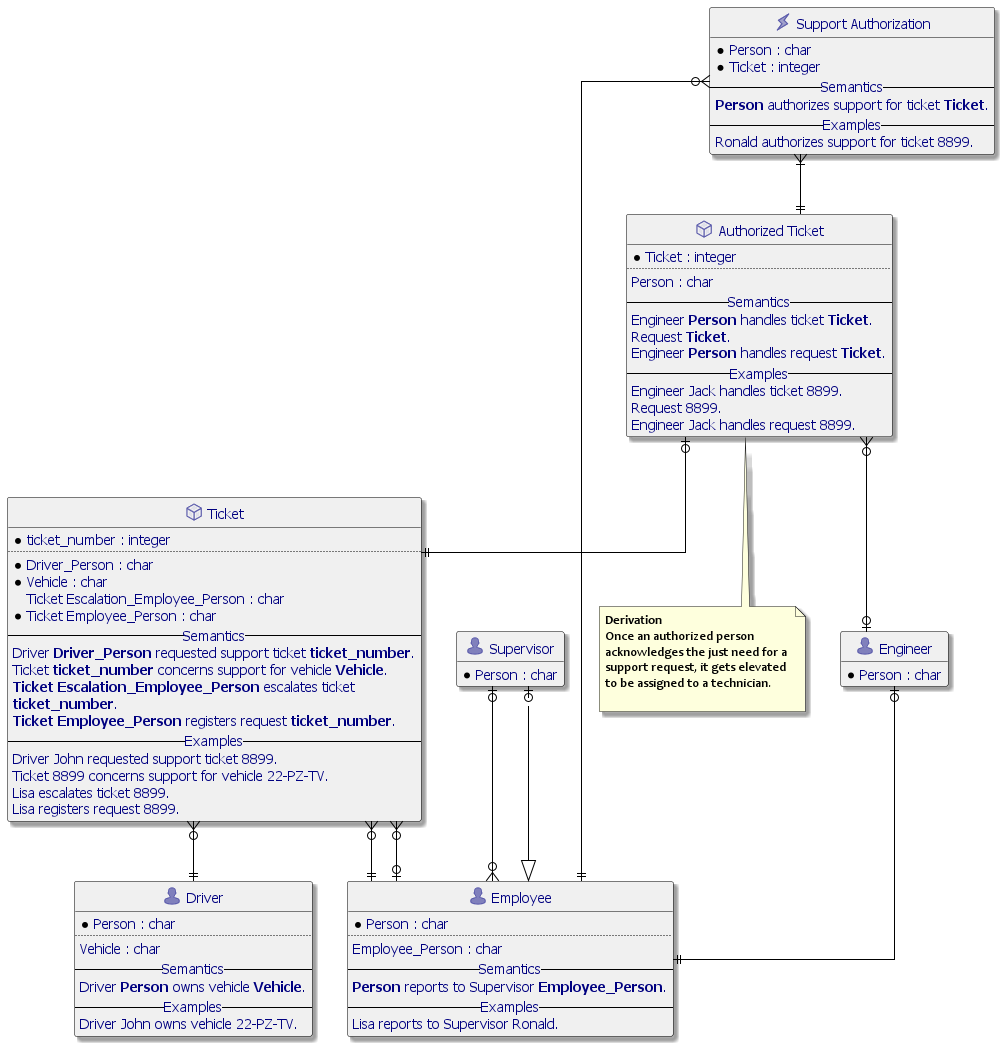 Support Authorization
Person : char
Ticket : integer
Semantics
Person authorizes support for ticket Ticket.
Examples
Ronald authorizes support for ticket 8899.
Authorized Ticket
Ticket : integer
Person : char
Semantics
Engineer Person handles ticket Ticket.
Request Ticket.
Engineer Person handles request Ticket.
Examples
Engineer Jack handles ticket 8899.
Request 8899.
Engineer Jack handles request 8899.
Ticket
ticket_number : integer
Driver_Person : char
Vehicle : char
Ticket Escalation_Employee_Person : char
Ticket Employee_Person : char
Semantics
Driver Driver_Person requested support ticket ticket_number.
Ticket ticket_number concerns support for vehicle Vehicle.
Ticket Escalation_Employee_Person escalates ticket
ticket_number.
Ticket Employee_Person registers request ticket_number.
Examples
Driver John requested support ticket 8899.
Ticket 8899 concerns support for vehicle 22-PZ-TV.
Lisa escalates ticket 8899.
Lisa registers request 8899.
Supervisor
Person : char
Derivation
Once an authorized person
acknowledges the just need for a
support request, it gets elevated
to be assigned to a technician.
Engineer
Person : char
Driver
Person : char
Vehicle : char
Semantics
Driver Person owns vehicle Vehicle.
Examples
Driver John owns vehicle 22-PZ-TV.
Employee
Person : char
Employee_Person : char
Semantics
Person reports to Supervisor Employee_Person.
Examples
Lisa reports to Supervisor Ronald.